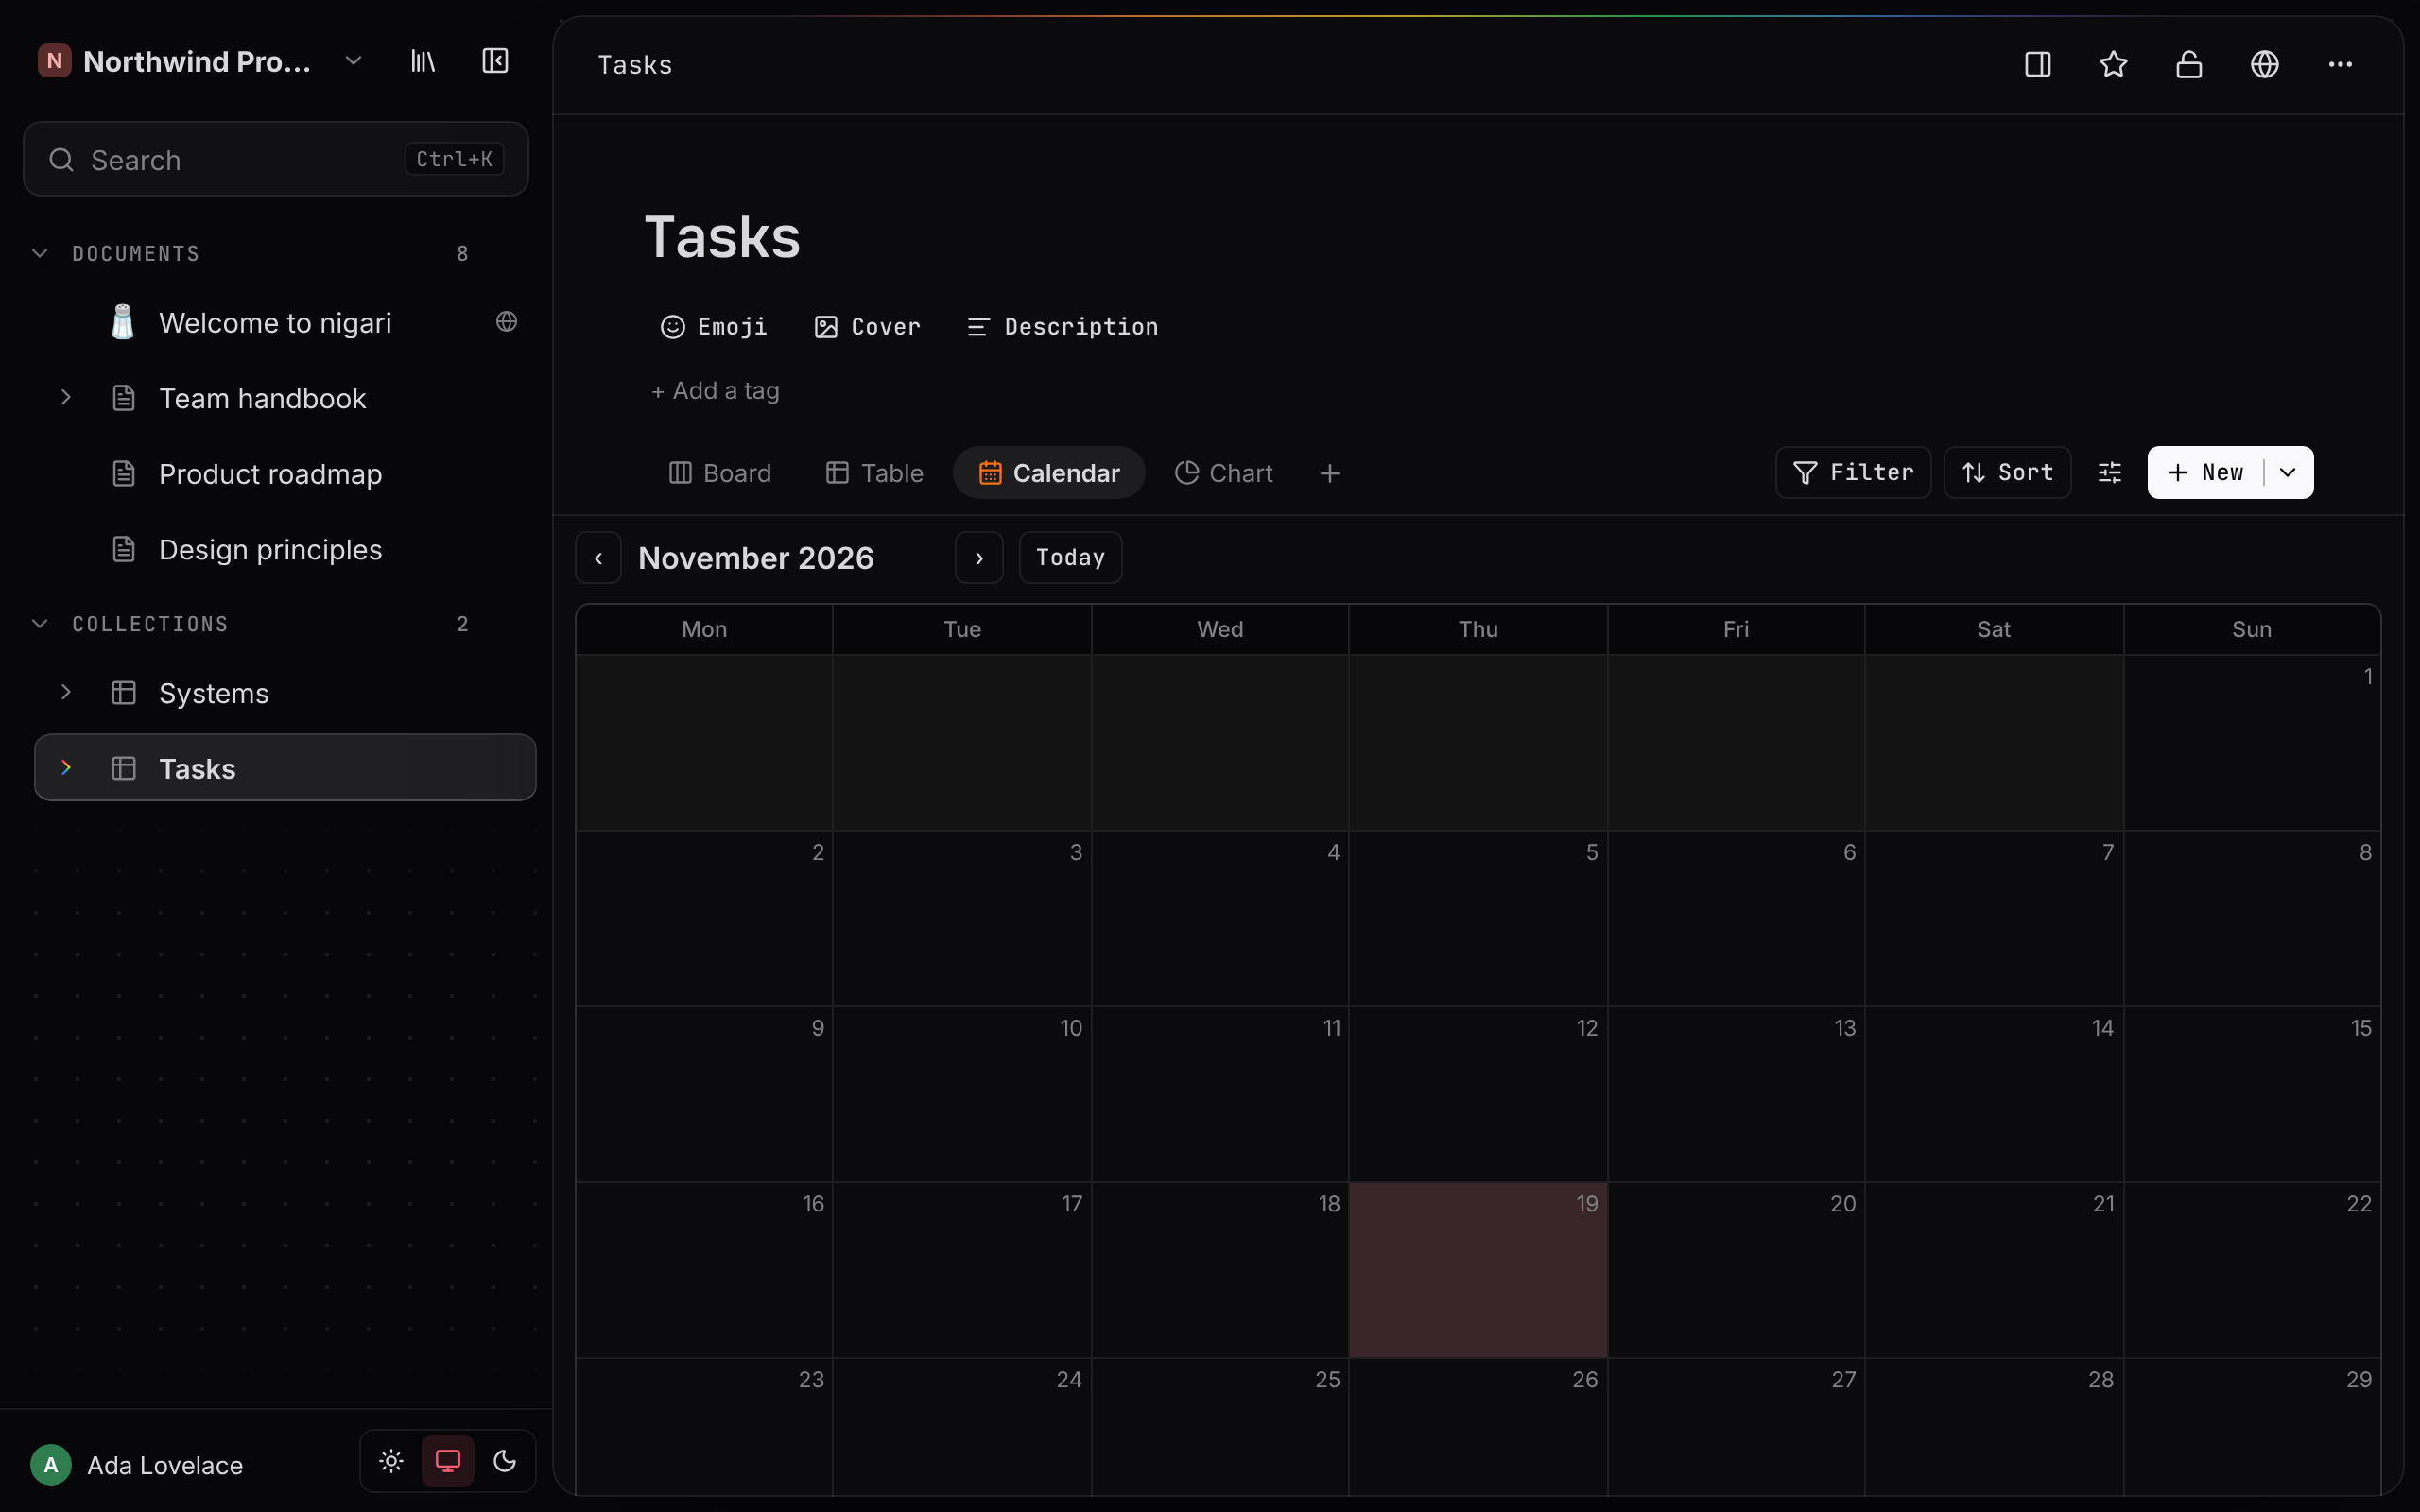 N Northwind Pro...
Search Ctrl+K
DOCUMENTS 8
Welcome to nigari
Team handbook
Product roadmap
Design principles
COLLECTIONS 2
Systems
Tasks
A Ada Lovelace
Tasks
Tasks
Emoji Cover Description
+ Add a tag
Board Table Calendar Chart
Filter Sort New
‹ November 2026 › Today
Mon Tue Wed Thu Fri Sat Sun
1
2 3 4 5 6 7 8
9 10 11 12 13 14 15
16 17 18 19 20 21 22
23 24 25 26 27 28 29